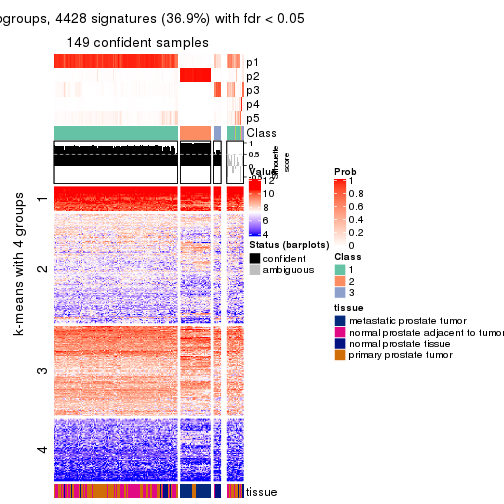 ogroups, 4428 signatures (36.9%) with fdr < 0.05
149 confident samples
p1
p2
p3
p4
p5
Class
1
0.5
0
Silhouette
score
Value
12
10
8
6
4
Status (barplots)
confident
ambiguous
Prob
1
0.8
0.6
0.4
0.2
0
Class
1
2
3
tissue
metastatic prostate tumor
normal prostate adjacent to tumor
normal prostate tissue
primary prostate tumor
k-means with 4 groups
1
2
3
4
tissue